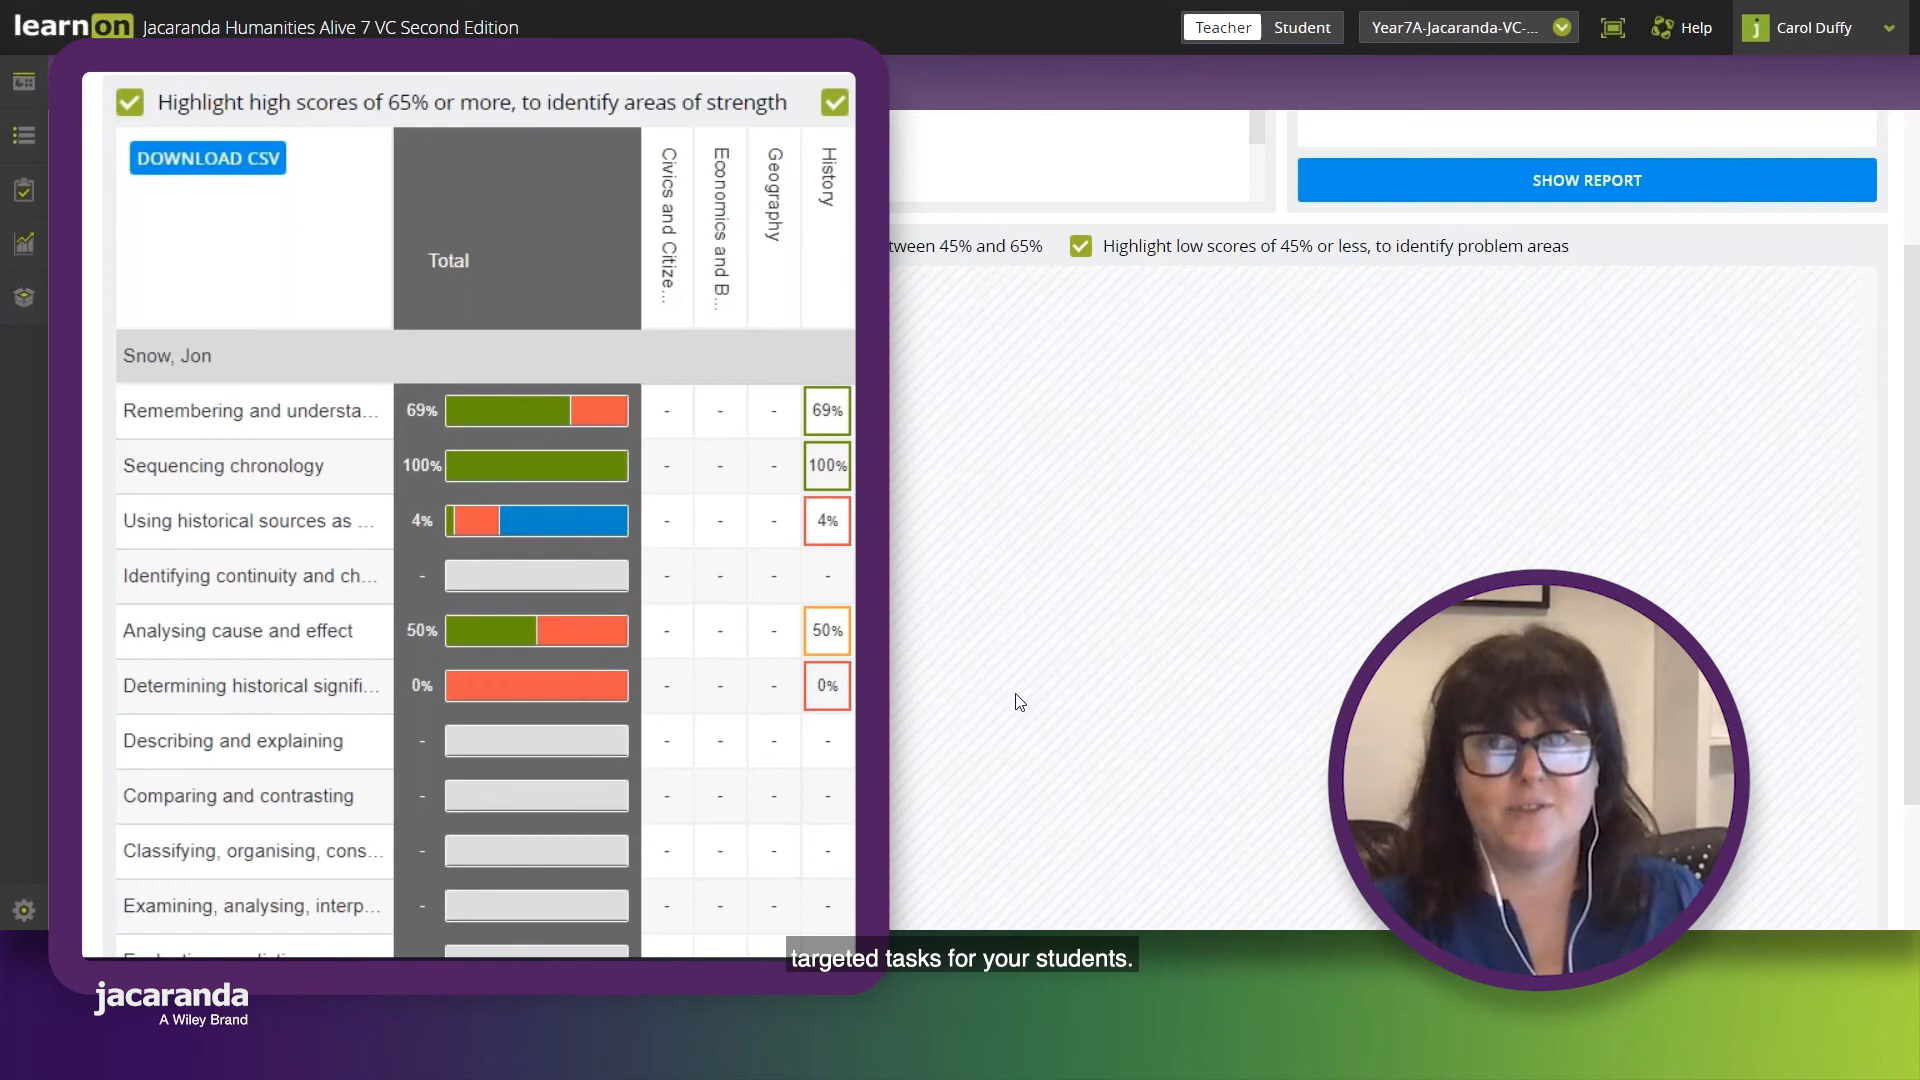 learnon Jacaranda Humanities Alive 7 VC Second Edition
Teacher Student Year7A-Jacaranda-VC-... Help j Carol Duffy
Highlight high scores of 65% or more, to identify areas of strength
DOWNLOAD CSV
Total
Civics and Citize...
Economics and B...
Geography
History
SHOW REPORT
tween 45% and 65% Highlight low scores of 45% or less, to identify problem areas
Snow, Jon
Remembering and understa... 69% - - - 69%
Sequencing chronology 100% - - - 100%
Using historical sources as ... 4% - - - 4%
Identifying continuity and ch... - - - - -
Analysing cause and effect 50% - - - 50%
Determining historical signifi... 0% - - - 0%
Describing and explaining - - - - -
Comparing and contrasting - - - - -
Classifying, organising, cons... - - - - -
Examining, analysing, interp... - - - - -
targeted tasks for your students.
jacaranda
A Wiley Brand